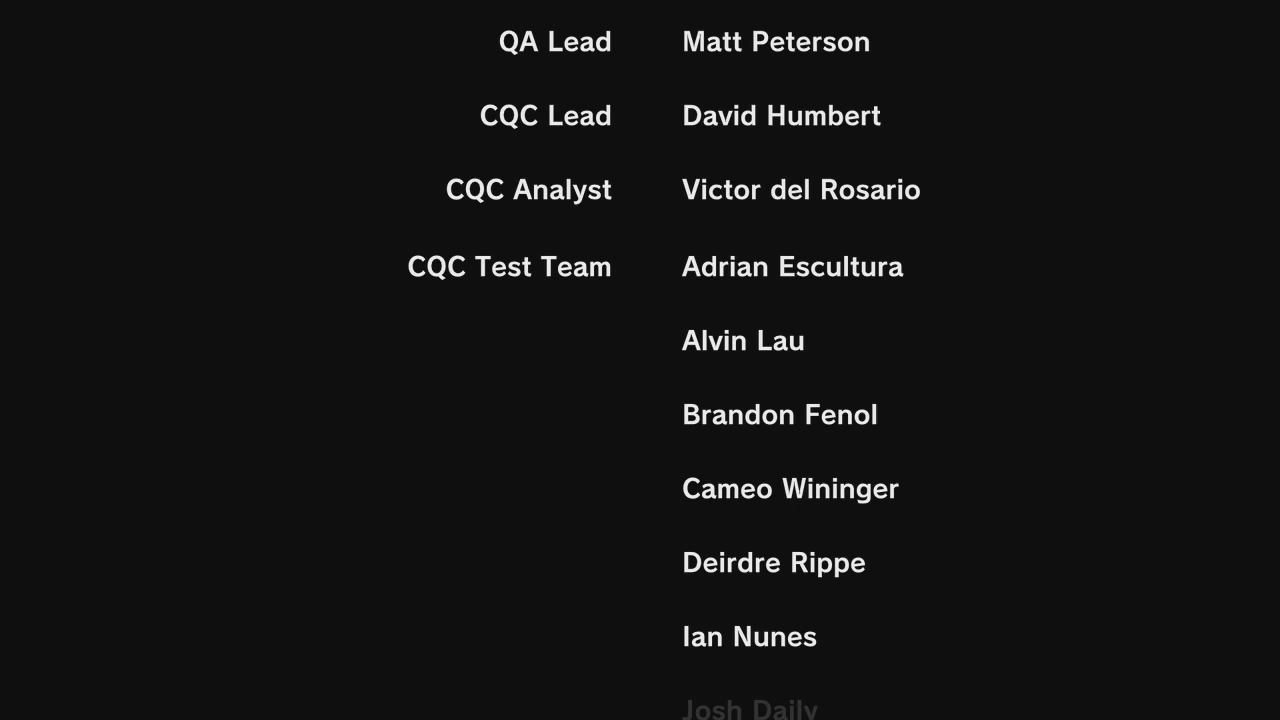 QA Lead Matt Peterson
CQC Lead David Humbert
CQC Analyst Victor del Rosario
CQC Test Team Adrian Escultura
Alvin Lau
Brandon Fenol
Cameo Wininger
Deirdre Rippe
Ian Nunes
Josh Daily